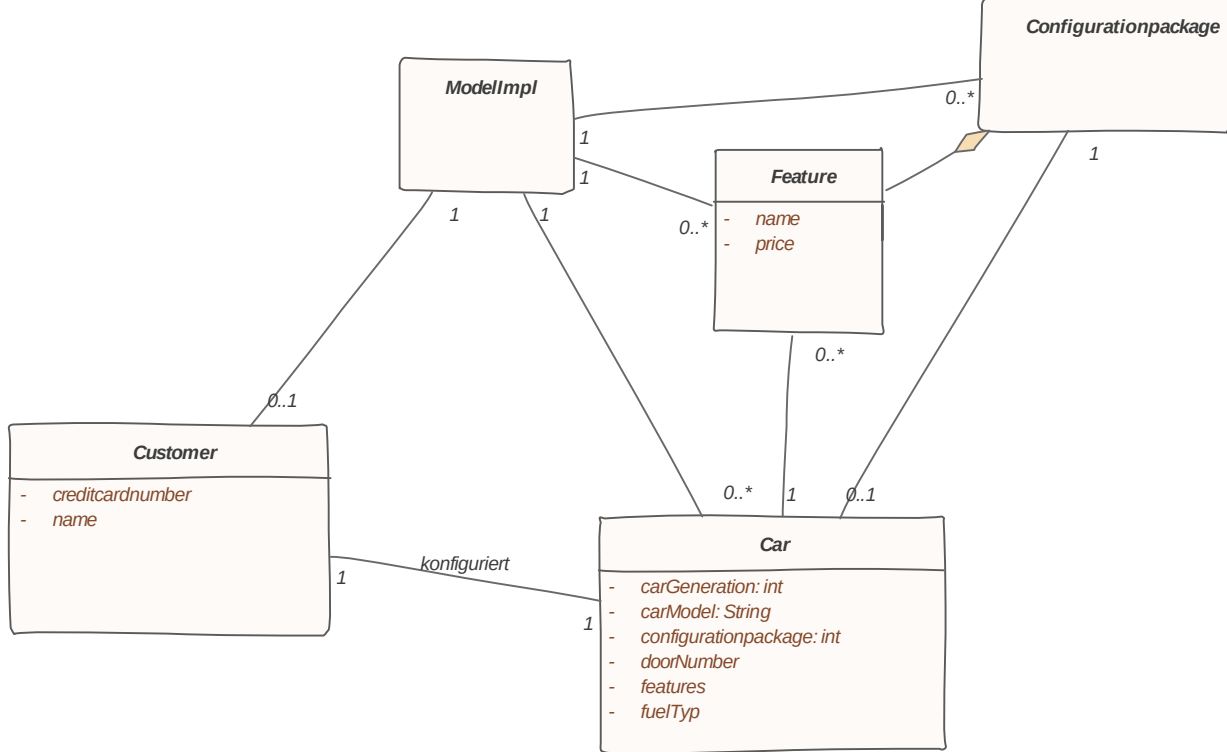 Configurationpackage
ModelImpl
0..*
1
1
1
Feature
0..*
- name
- price
1
1
0..*
0..1
Customer
- creditcardnumber
- name
0..*
1
0..1
konfiguriert
1
1
Car
- carGeneration: int
- carModel: String
- configurationpackage: int
- doorNumber
- features
- fuelTyp